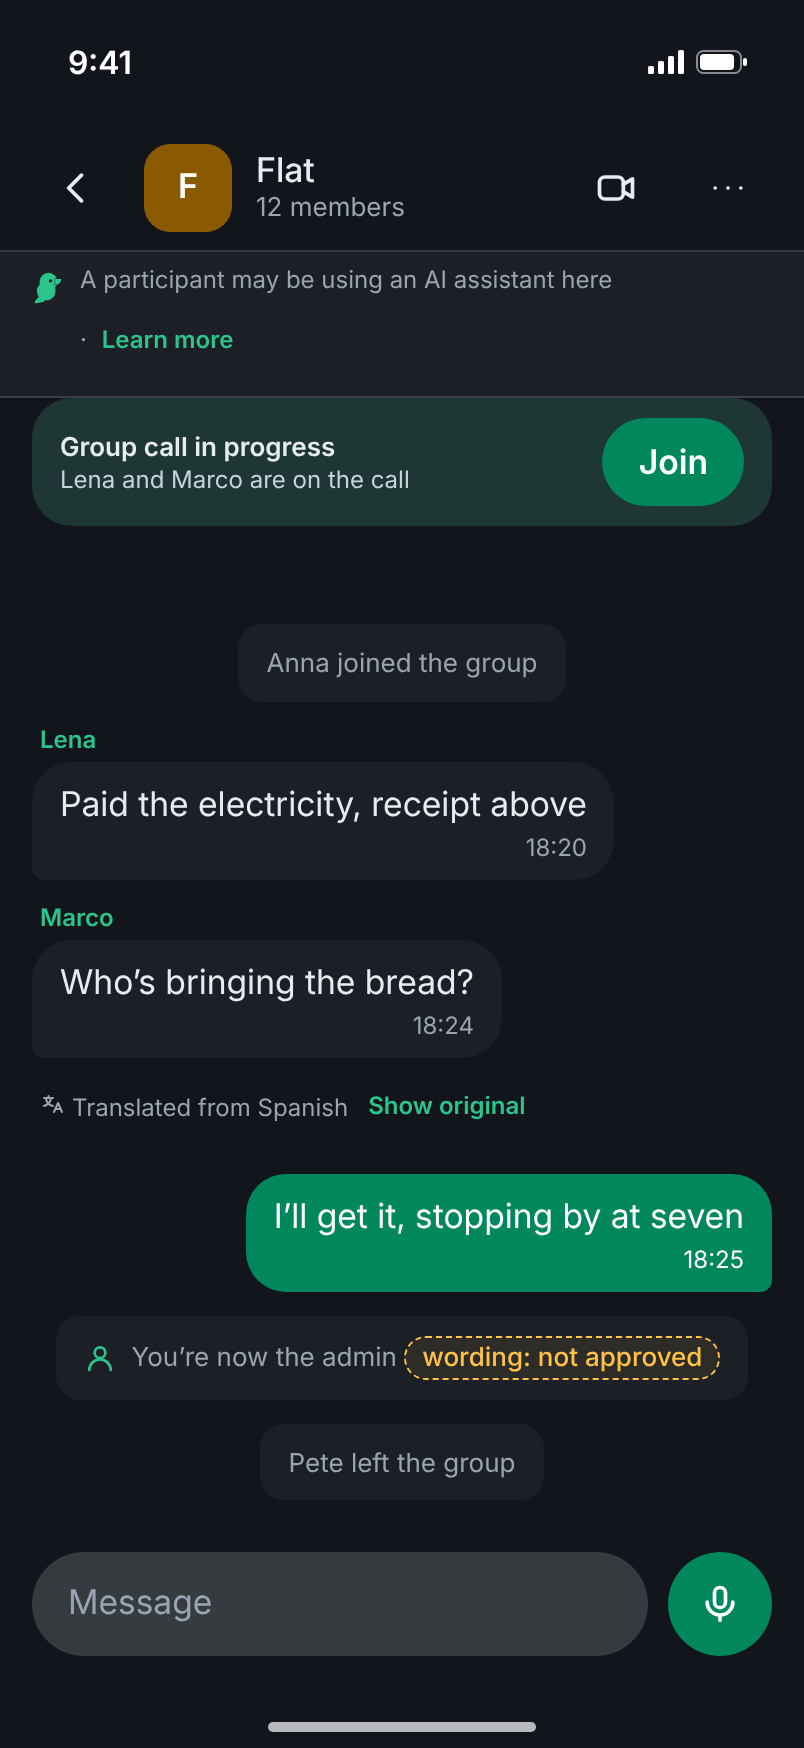 9:41
F
Flat
12 members
A participant may be using an AI assistant here
· Learn more
Group call in progress
Lena and Marco are on the call
Join
Anna joined the group
Lena
Paid the electricity, receipt above
18:20
Marco
Who’s bringing the bread?
18:24
Translated from Spanish Show original
I’ll get it, stopping by at seven
18:25
You’re now the admin wording: not approved
Pete left the group
Message